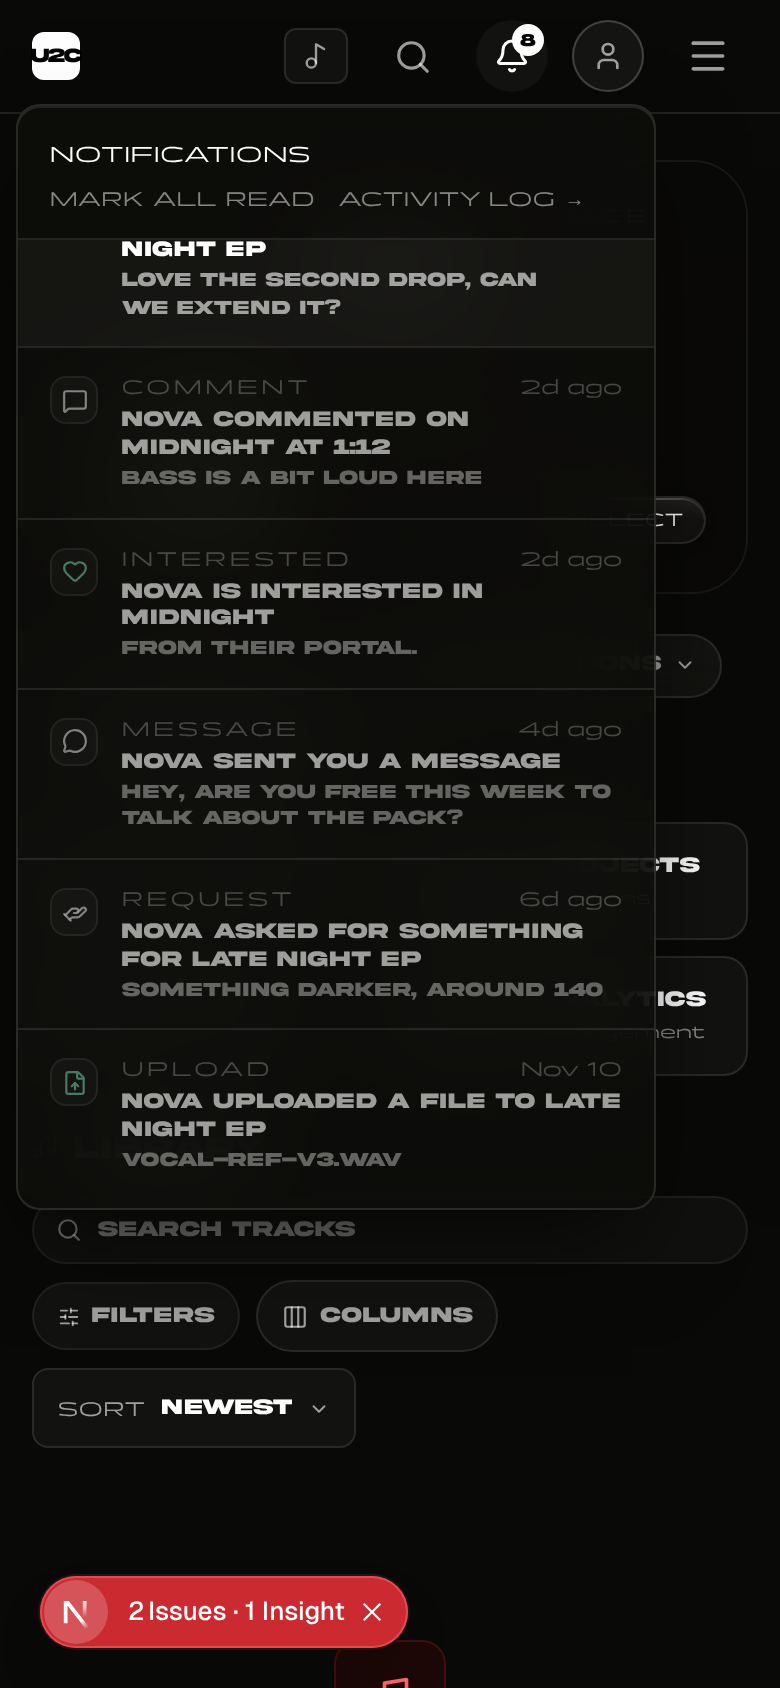 U2C
8
NOTIFICATIONS
MARK ALL READ ACTIVITY LOG →
NIGHT EP
LOVE THE SECOND DROP, CAN
WE EXTEND IT?
COMMENT 2d ago
NOVA COMMENTED ON
MIDNIGHT AT 1:12
BASS IS A BIT LOUD HERE
INTERESTED 2d ago
NOVA IS INTERESTED IN
MIDNIGHT
FROM THEIR PORTAL.
MESSAGE 4d ago
NOVA SENT YOU A MESSAGE
HEY, ARE YOU FREE THIS WEEK TO
TALK ABOUT THE PACK?
REQUEST 6d ago
NOVA ASKED FOR SOMETHING
FOR LATE NIGHT EP
SOMETHING DARKER, AROUND 140
UPLOAD Nov 10
NOVA UPLOADED A FILE TO LATE
NIGHT EP
VOCAL-REF-V3.WAV
SEARCH TRACKS
FILTERS COLUMNS
SORT NEWEST
N 2 Issues · 1 Insight